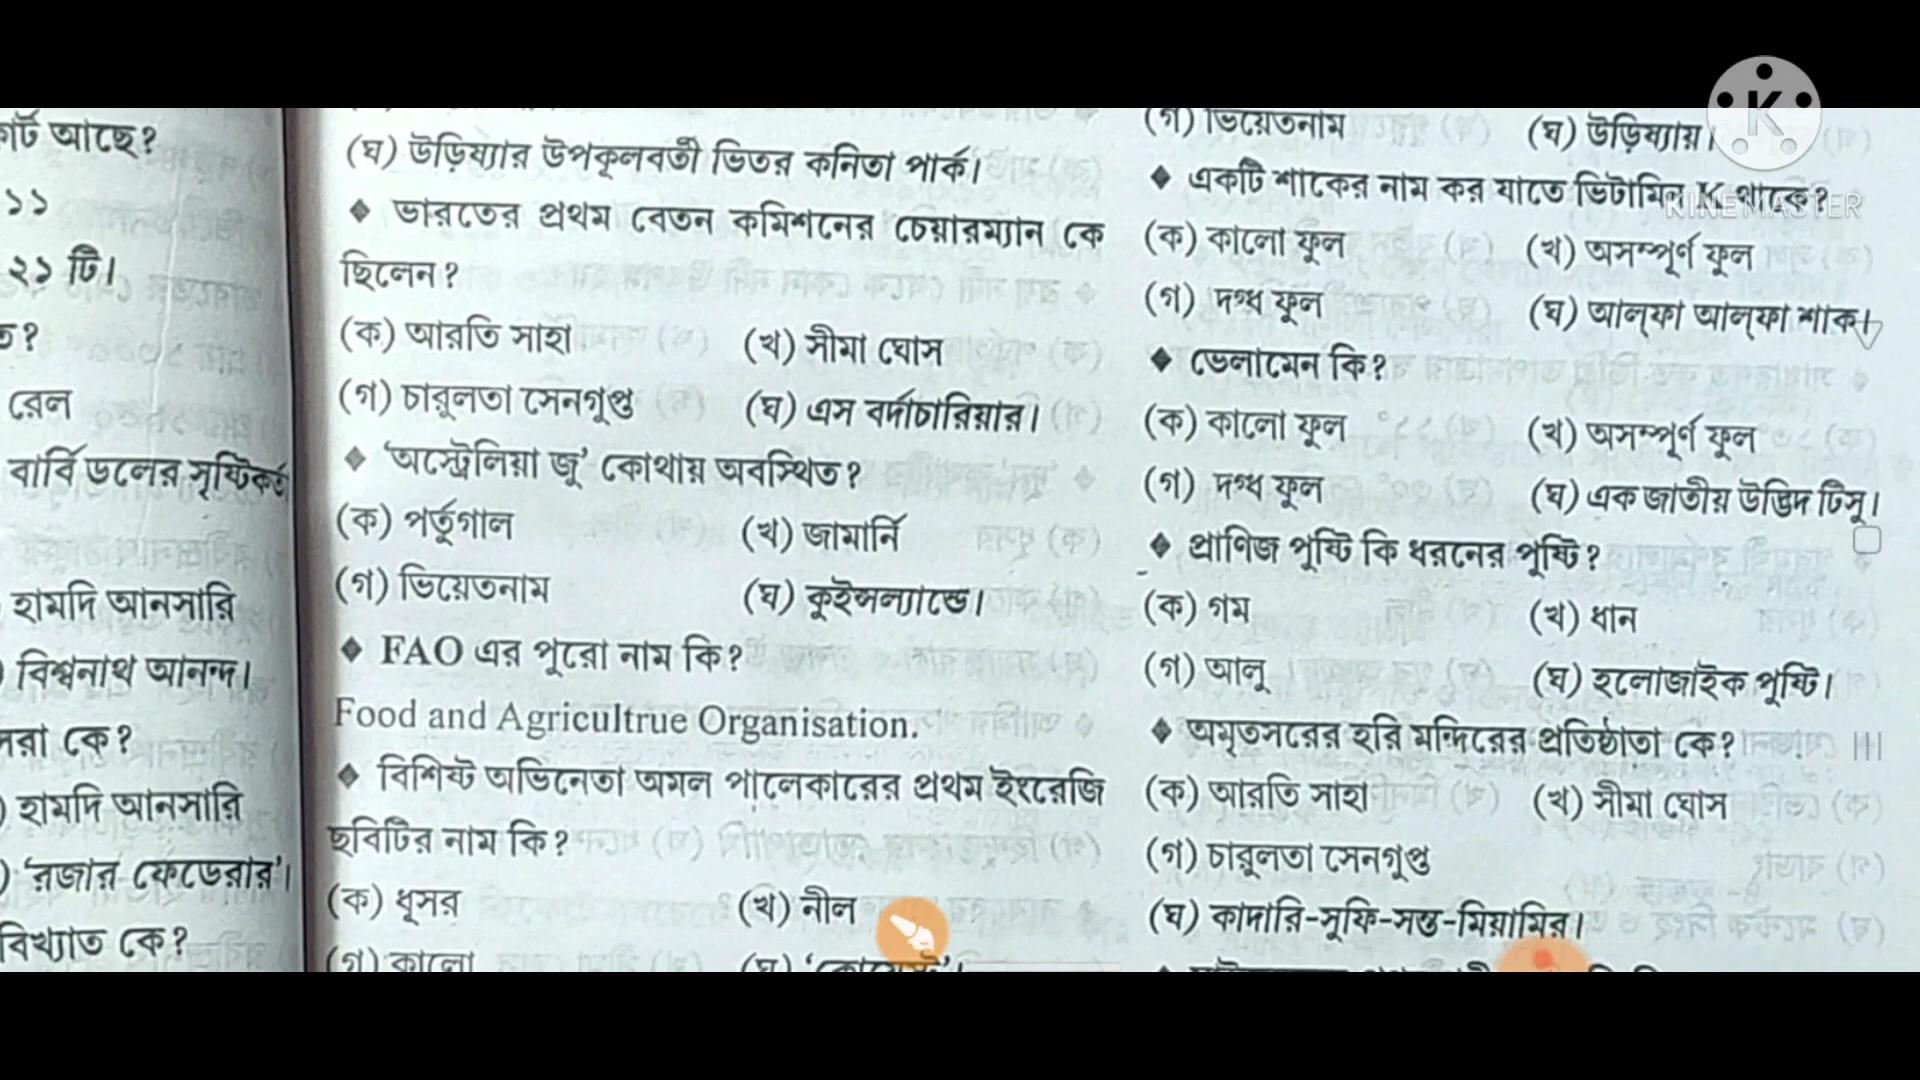 আছে?
১১
২১ টি।
রেল
বার্বি ডলের সৃষ্টিকর্তা
হামদি আনসারি
বিশ্বনাথ আনন্দ।
কে?
হামদি আনসারি
'রজার ফেডেরার'।
বিখ্যাত কে?
(ঘ) উড়িষ্যার উপকূলবর্তী ভিতর কনিতা পার্ক।
◆ ভারতের প্রথম বেতন কমিশনের চেয়ারম্যান কে
ছিলেন?
(ক) আরতি সাহা (খ) সীমা ঘোস
(গ) চারুলতা সেনগুপ্ত (ঘ) এস বর্দাচারিয়ার।
◆ 'অস্ট্রেলিয়া জু' কোথায় অবস্থিত?
(ক) পর্তুগাল (খ) জামার্নি
(গ) ভিয়েতনাম (ঘ) কুইন্সল্যান্ডে।
◆ FAO এর পুরো নাম কি?
Food and Agricultrue Organisation.
◆ বিশিষ্ট অভিনেতা অমল পালেকারের প্রথম ইংরেজি
ছবিটির নাম কি?
(ক) ধূসর (খ) নীল
(গ) কালো (ঘ)
(গ) ভিয়েতনাম (ঘ) উড়িষ্যায়।
◆ একটি শাকের নাম কর যাতে ভিটামিন K থাকে?
(ক) কালো ফুল (খ) অসম্পূর্ণ ফুল
(গ) দগ্ধ ফুল (ঘ) আল্‌ফা আল্‌ফা শাক।
◆ ভেলামেন কি?
(ক) কালো ফুল (খ) অসম্পূর্ণ ফুল
(গ) দগ্ধ ফুল (ঘ) এক জাতীয় উদ্ভিদ টিসু।
◆ প্রাণিজ পুষ্টি কি ধরনের পুষ্টি?
(ক) গম (খ) ধান
(গ) আলু (ঘ) হলোজাইক পুষ্টি।
◆ অমৃতসরের হরি মন্দিরের প্রতিষ্ঠাতা কে?
(ক) আরতি সাহা (খ) সীমা ঘোস
(গ) চারুলতা সেনগুপ্ত
(ঘ) কাদারি-সুফি-সন্ত-মিয়ামির।
K
KINEMASTER